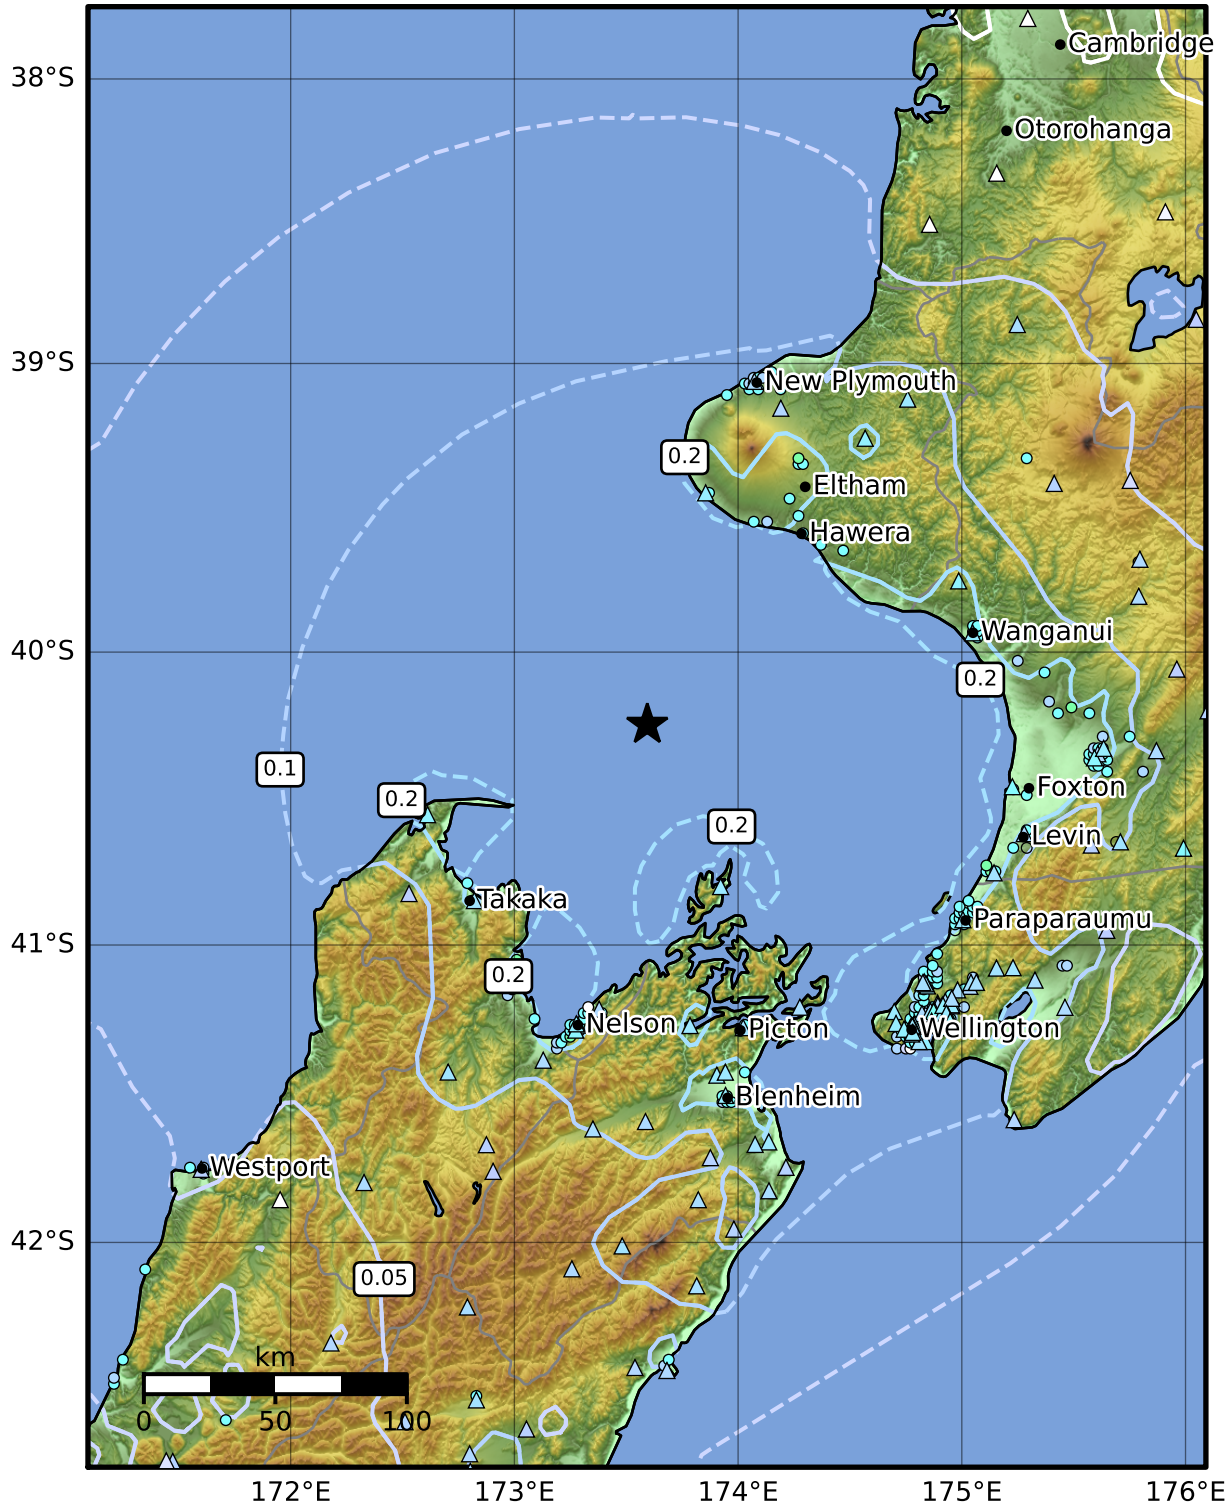 Cambridge
38°S
Otorohanga
39°S
New Plymouth
0.2
Eltham
Hawera
Wanganui
40°S
0.2
0.1
Foxton
0.2
0.2
Levin
Takaka
Paraparaumu
41°S
0.2
Nelson
Picton
Wellington
Blenheim
Westport
42°S
0.05
km
0 50 100
172°E 173°E 174°E 175°E 176°E